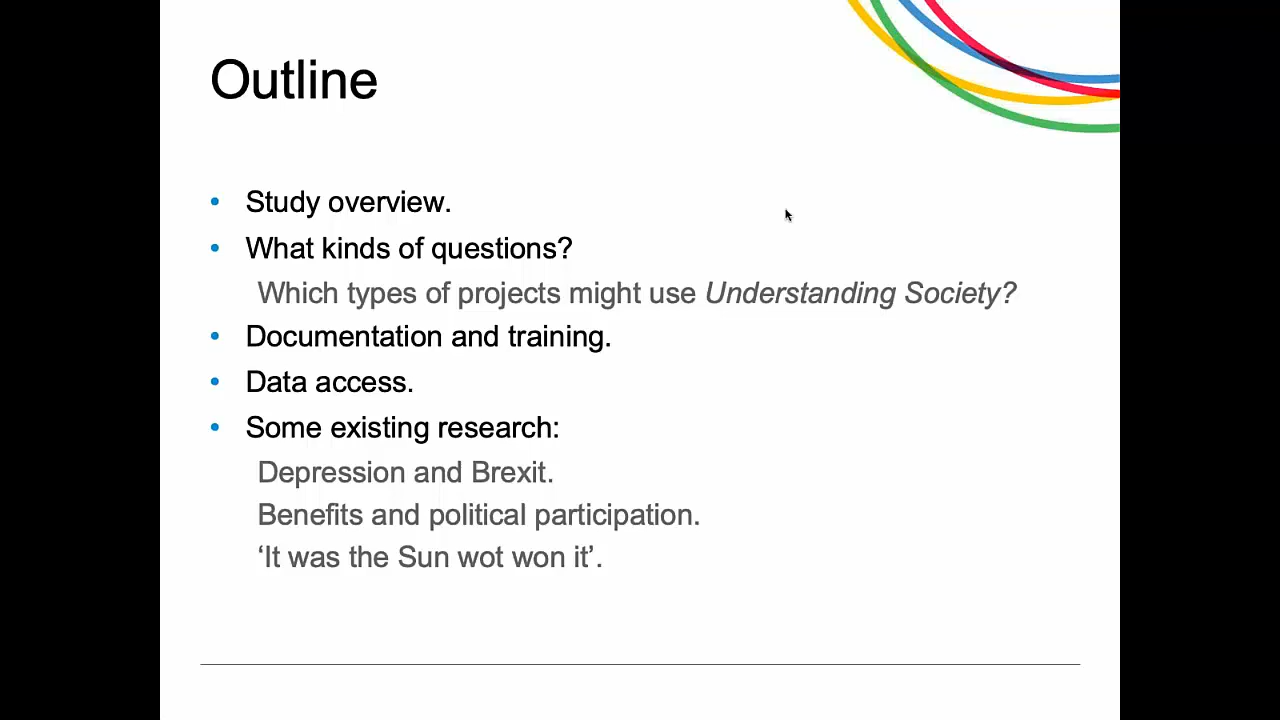 Outline
• Study overview.
• What kinds of questions?
Which types of projects might use Understanding Society?
• Documentation and training.
• Data access.
• Some existing research:
Depression and Brexit.
Benefits and political participation.
‘It was the Sun wot won it’.